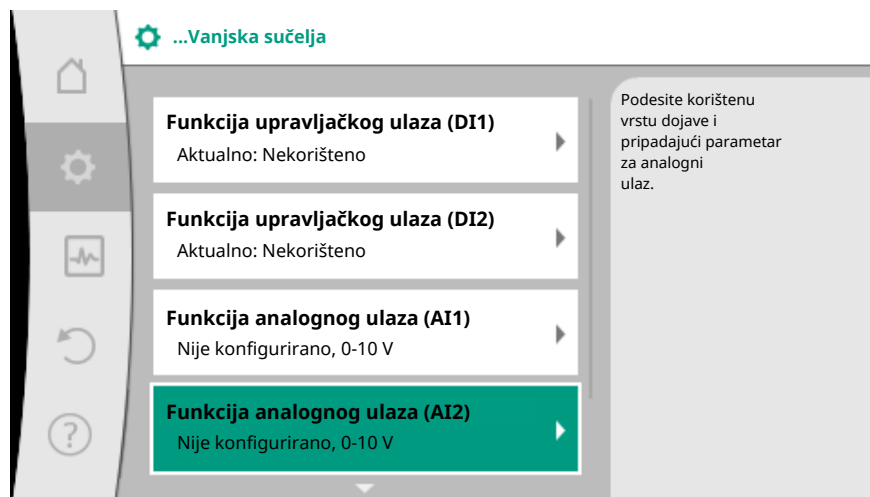 ...Vanjska sučelja
Funkcija upravljačkog ulaza (DI1)
Aktualno: Nekorišteno
Funkcija upravljačkog ulaza (DI2)
Aktualno: Nekorišteno
Funkcija analognog ulaza (AI1)
Nije konfigurirano, 0-10 V
Funkcija analognog ulaza (AI2)
Nije konfigurirano, 0-10 V
Podesite korištenu
vrstu dojave i
pripadajući parametar
za analogni
ulaz.